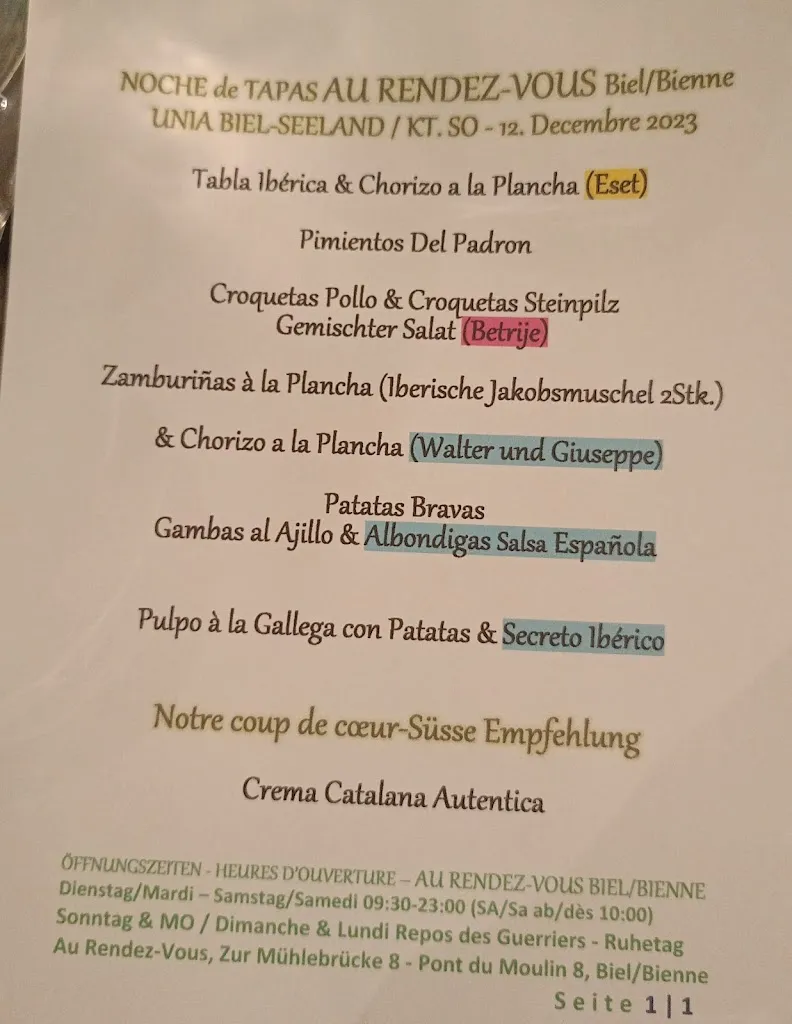 NOCHE de TAPAS AU RENDEZ-VOUS Biel/Bienne
UNIA BIEL-SEELAND / KT. SO - 12. Decembre 2023
Tabla Ibérica & Chorizo a la Plancha (Eset)
Pimientos Del Padron
Croquetas Pollo & Croquetas Steinpilz
Gemischter Salat (Betrije)
Zamburiñas à la Plancha (Iberische Jakobsmuschel 2Stk.)
& Chorizo a la Plancha (Walter und Giuseppe)
Patatas Bravas
Gambas al Ajillo & Albondigas Salsa Española
Pulpo à la Gallega con Patatas & Secreto Ibérico
Notre coup de cœur-Süsse Empfehlung
Crema Catalana Autentica
ÖFFNUNGSZEITEN - HEURES D'OUVERTURE – AU RENDEZ-VOUS BIEL/BIENNE
Dienstag/Mardi – Samstag/Samedi 09:30-23:00 (SA/Sa ab/dès 10:00)
Sonntag & MO / Dimanche & Lundi Repos des Guerriers - Ruhetag
Au Rendez-Vous, Zur Mühlebrücke 8 - Pont du Moulin 8, Biel/Bienne
Seite 1 | 1